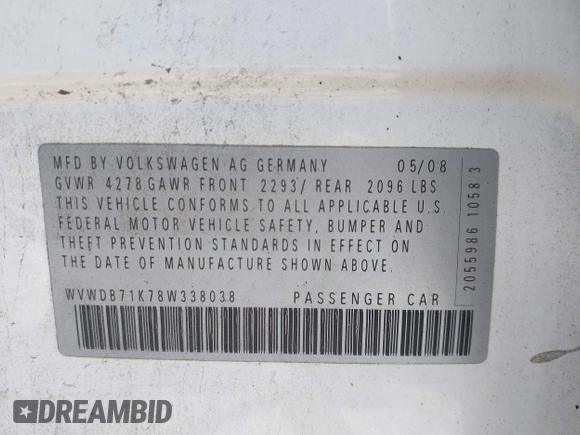 MFD BY VOLKSWAGEN AG GERMANY 05/08
GVWR 4278 GAWR FRONT 2293/ REAR 2096 LBS
THIS VEHICLE CONFORMS TO ALL APPLICABLE U.S.
FEDERAL MOTOR VEHICLE SAFETY, BUMPER AND
THEFT PREVENTION STANDARDS IN EFFECT ON
THE DATE OF MANUFACTURE SHOWN ABOVE.
WVWDB71K78W338038 PASSENGER CAR
2055986 1058 3
DREAMBID